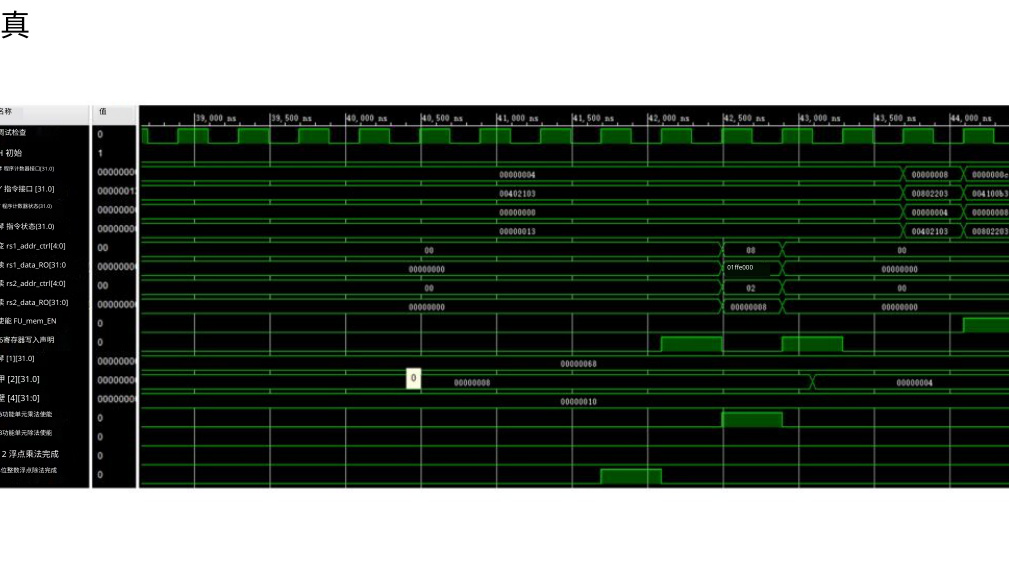 真
名称 值
39,000 ns 39,500 ns 40,000 ns 40,500 ns 41,000 ns 41,500 ns 42,000 ns 42,500 ns 43,000 ns 43,500 ns 44,000 ns
调试检查 0
初始 1
程序计数器接口[31.0] 0000000 00000004 00000008 0000000c
指令接口 [31.0] 0000001 00402103 00802203 004100b3
程序计数器状态[31.0] 0000000 00000000 00000004 00000008
指令状态[31.0] 0000000 00000013 00402103 00802203
rs1_addr_ctrl[4:0] 00 00 08 00
rs1_data_RO[31:0 0000000 00000000 01ffe000 00000000
rs2_addr_ctrl[4:0] 00 00 02 00
rs2_data_RO[31:0] 0000000 00000000 00000008 00000000
使能 FU_mem_EN 0
寄存器写入声明 0
[1][31.0] 0000000 00000068
[2][31.0] 0000000 0 00000008 00000004
[4][31.0] 0000000 00000010
功能单元乘法使能 0
功能单元除法使能 0
2 浮点乘法完成 0
位整数浮点除法完成 0